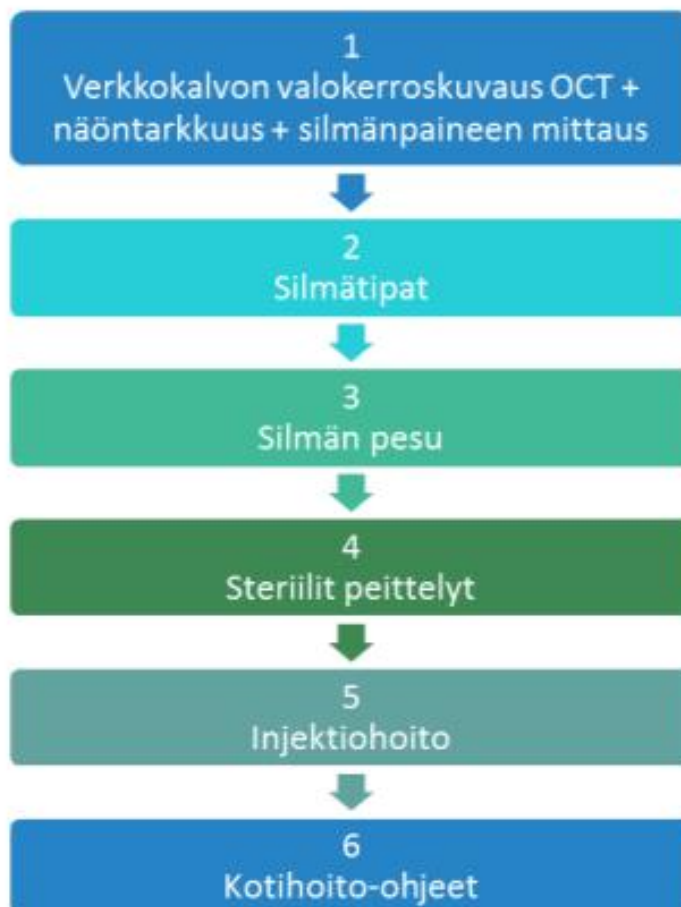 1
Verkkokalvon valokerroskuvaus OCT +
näöntarkkuus + silmänpaineen mittaus
2
Silmätipat
3
Silmän pesu
4
Steriilit peittelyt
5
Injektiohoito
6
Kotihoito-ohjeet